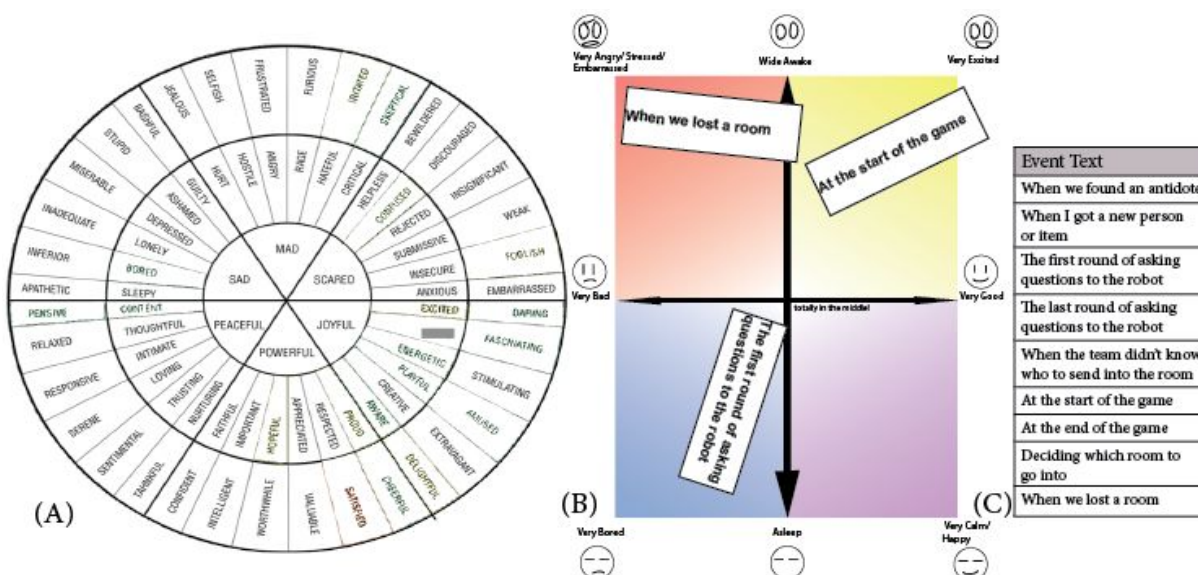 JEALOUS
SELFISH
FRUSTRATED
FURIOUS
IRITATED
SKEPTICAL
BEWILDERED
DISCOURAGED
INSIGNIFICANT
WEAK
FOOLISH
EMBARRASSED
DARING
FASCINATING
STIMULATING
AMUSED
EXTRAVAGANT
DELIGHTFUL
CHEERFUL
SATISFIED
VALUABLE
WORTHWHILE
INTELLIGENT
CONFIDENT
TAHNKFUL
SENTIMENTAL
DERENE
RESPONSIVE
RELAXED
PENSIVE
APATHETIC
INFERIOR
INADEQUATE
MISERABLE
STUPID
BASHFUL
HURT
HOSTILE
ANGRY
RAGE
HATEFUL
CRITICAL
HELPLESS
CONFUSED
REJECTED
SUBMISSIVE
INSECURE
ANXIOUS
EXCITED
ENERGETIC
PLAYFUL
CREATIVE
AWARE
PROUD
RESPECTED
APPRECIATED
HOPEFUL
IMPORTANT
FAITHFUL
NURTURING
TRUSTING
LOVING
INTIMATE
THOUGHTFUL
CONTENT
SLEEPY
BORED
LONELY
DEPRESSED
ASHAMED
GUILTY
MAD
SCARED
JOYFUL
POWERFUL
PEACEFUL
SAD
(A)
Very Angry/Stressed/
Embarrassed
Wide Awake
Very Excited
When we lost a room
At the start of the game
Very Bad
totally in the middle!
Very Good
The first round of asking
questions to the robot
Very Bored
Asleep
Very Calm/
Happy
(B)
(C)
Event Text
When we found an antidote
When I got a new person
or item
The first round of asking
questions to the robot
The last round of asking
questions to the robot
When the team didn't know
who to send into the room
At the start of the game
At the end of the game
Deciding which room to
go into
When we lost a room